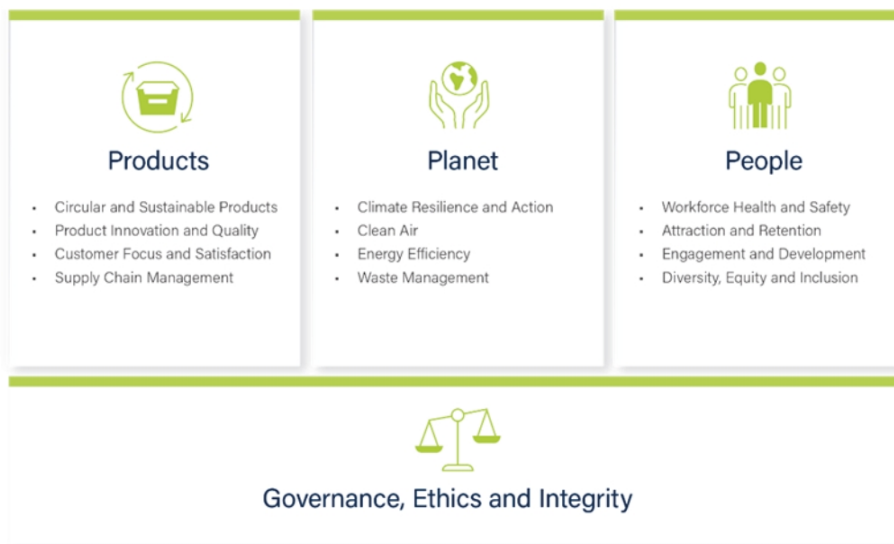 Products
• Circular and Sustainable Products
• Product Innovation and Quality
• Customer Focus and Satisfaction
• Supply Chain Management
Planet
• Climate Resilience and Action
• Clean Air
• Energy Efficiency
• Waste Management
People
• Workforce Health and Safety
• Attraction and Retention
• Engagement and Development
• Diversity, Equity and Inclusion
Governance, Ethics and Integrity